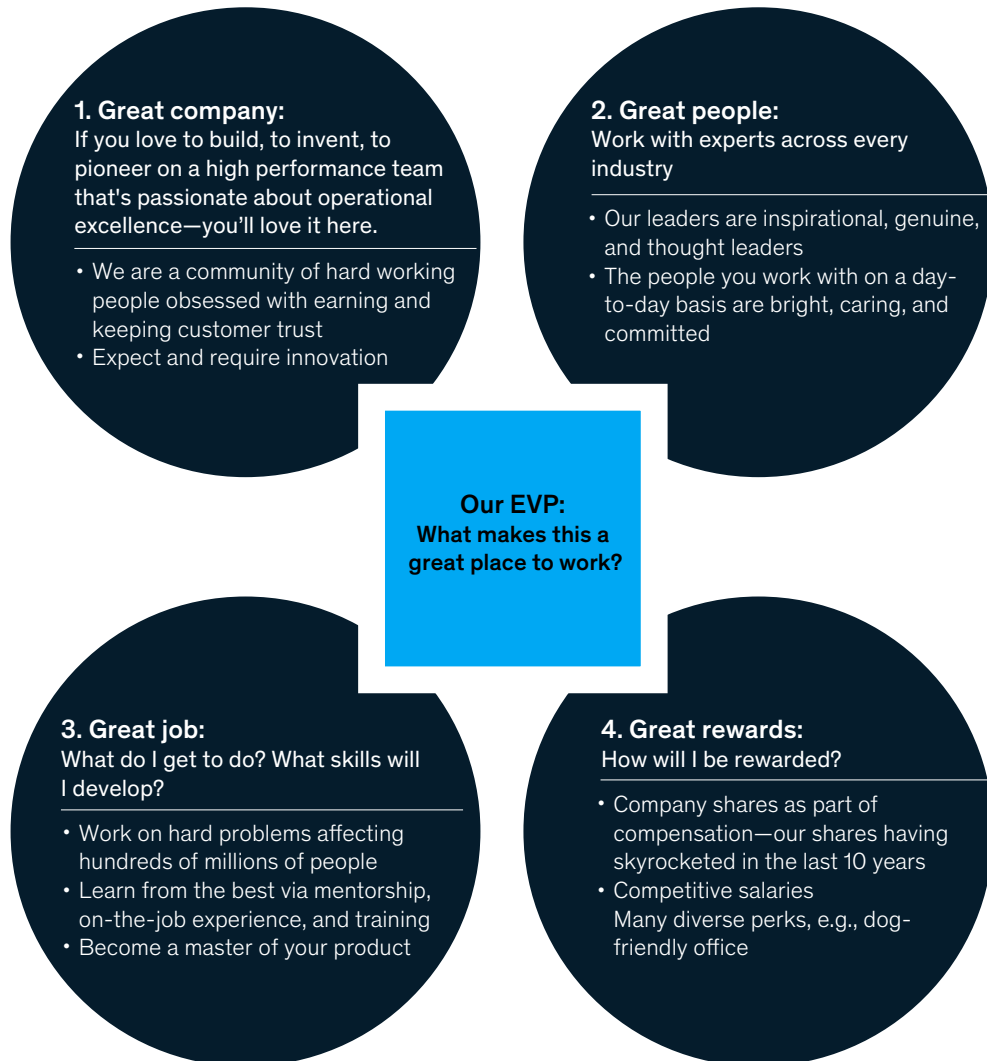 1. Great company:
If you love to build, to invent, to
pioneer on a high performance team
that's passionate about operational
excellence—you’ll love it here.
• We are a community of hard working
people obsessed with earning and
keeping customer trust
• Expect and require innovation
2. Great people:
Work with experts across every
industry
• Our leaders are inspirational, genuine,
and thought leaders
• The people you work with on a day-
to-day basis are bright, caring, and
committed
Our EVP:
What makes this a
great place to work?
3. Great job:
What do I get to do? What skills will
I develop?
• Work on hard problems affecting
hundreds of millions of people
• Learn from the best via mentorship,
on-the-job experience, and training
• Become a master of your product
4. Great rewards:
How will I be rewarded?
• Company shares as part of
compensation—our shares having
skyrocketed in the last 10 years
• Competitive salaries
Many diverse perks, e.g., dog-
friendly office